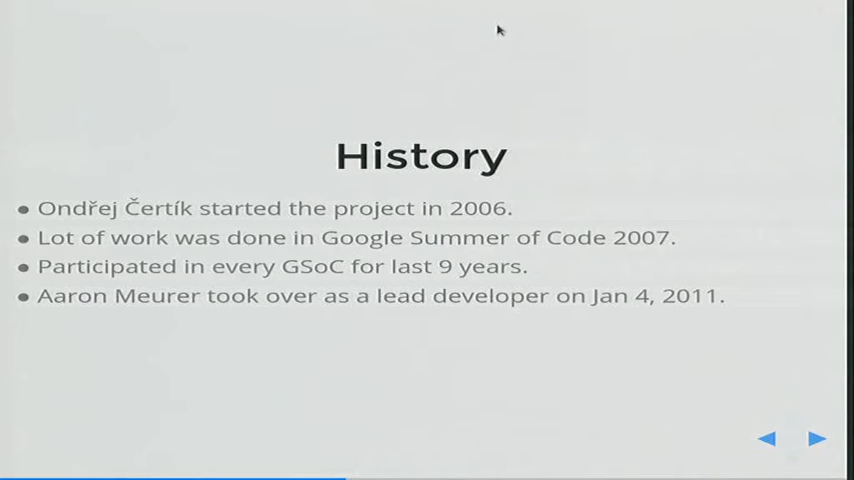 History
● Ondřej Čertík started the project in 2006.
● Lot of work was done in Google Summer of Code 2007.
● Participated in every GSoC for last 9 years.
● Aaron Meurer took over as a lead developer on Jan 4, 2011.